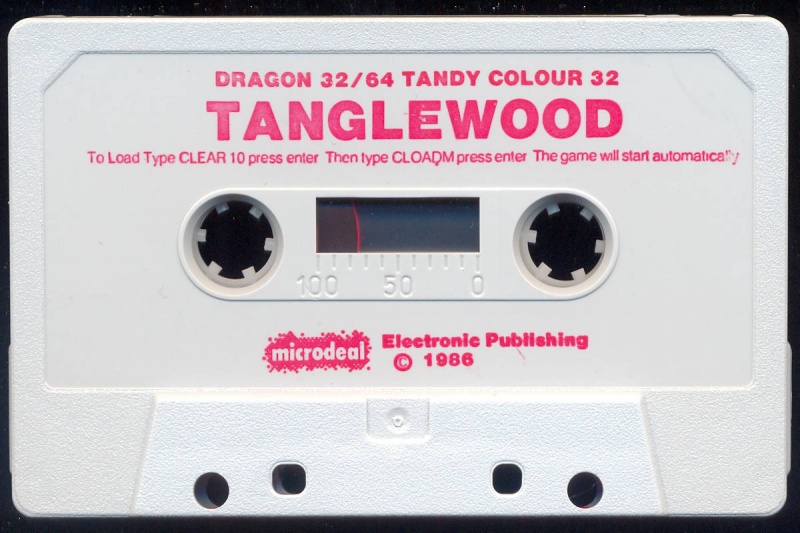 DRAGON 32/64 TANDY COLOUR 32
TANGLEWOOD
To Load Type CLEAR 10 press enter Then type CLOADM press enter The game will start automatically
100 50 0
microdeal Electronic Publishing
© 1986